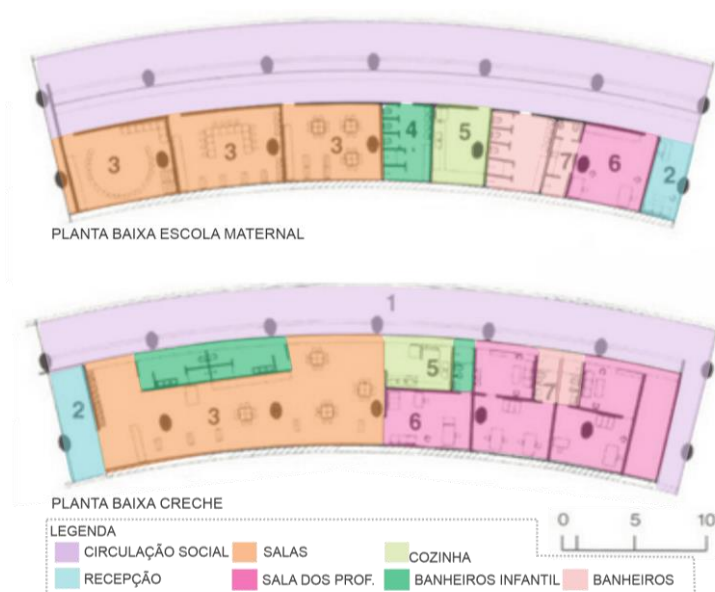 3 3 3 4 5 7 6 2
PLANTA BAIXA ESCOLA MATERNAL
1
2 3 5 6 7
PLANTA BAIXA CRECHE
LEGENDA
CIRCULAÇÃO SOCIAL SALAS COZINHA
RECEPÇÃO SALA DOS PROF. BANHEIROS INFANTIL BANHEIROS
0 5 10